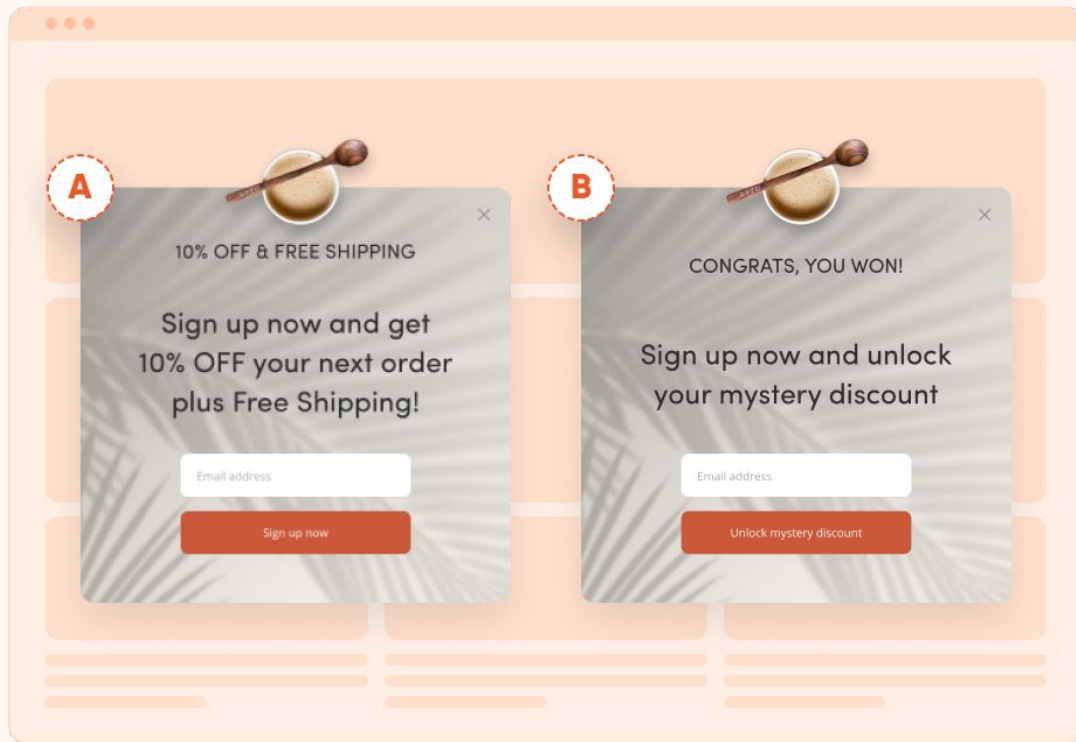 A
10% OFF & FREE SHIPPING
Sign up now and get
10% OFF your next order
plus Free Shipping!
Email address
Sign up now
B
CONGRATS, YOU WON!
Sign up now and unlock
your mystery discount
Email address
Unlock mystery discount